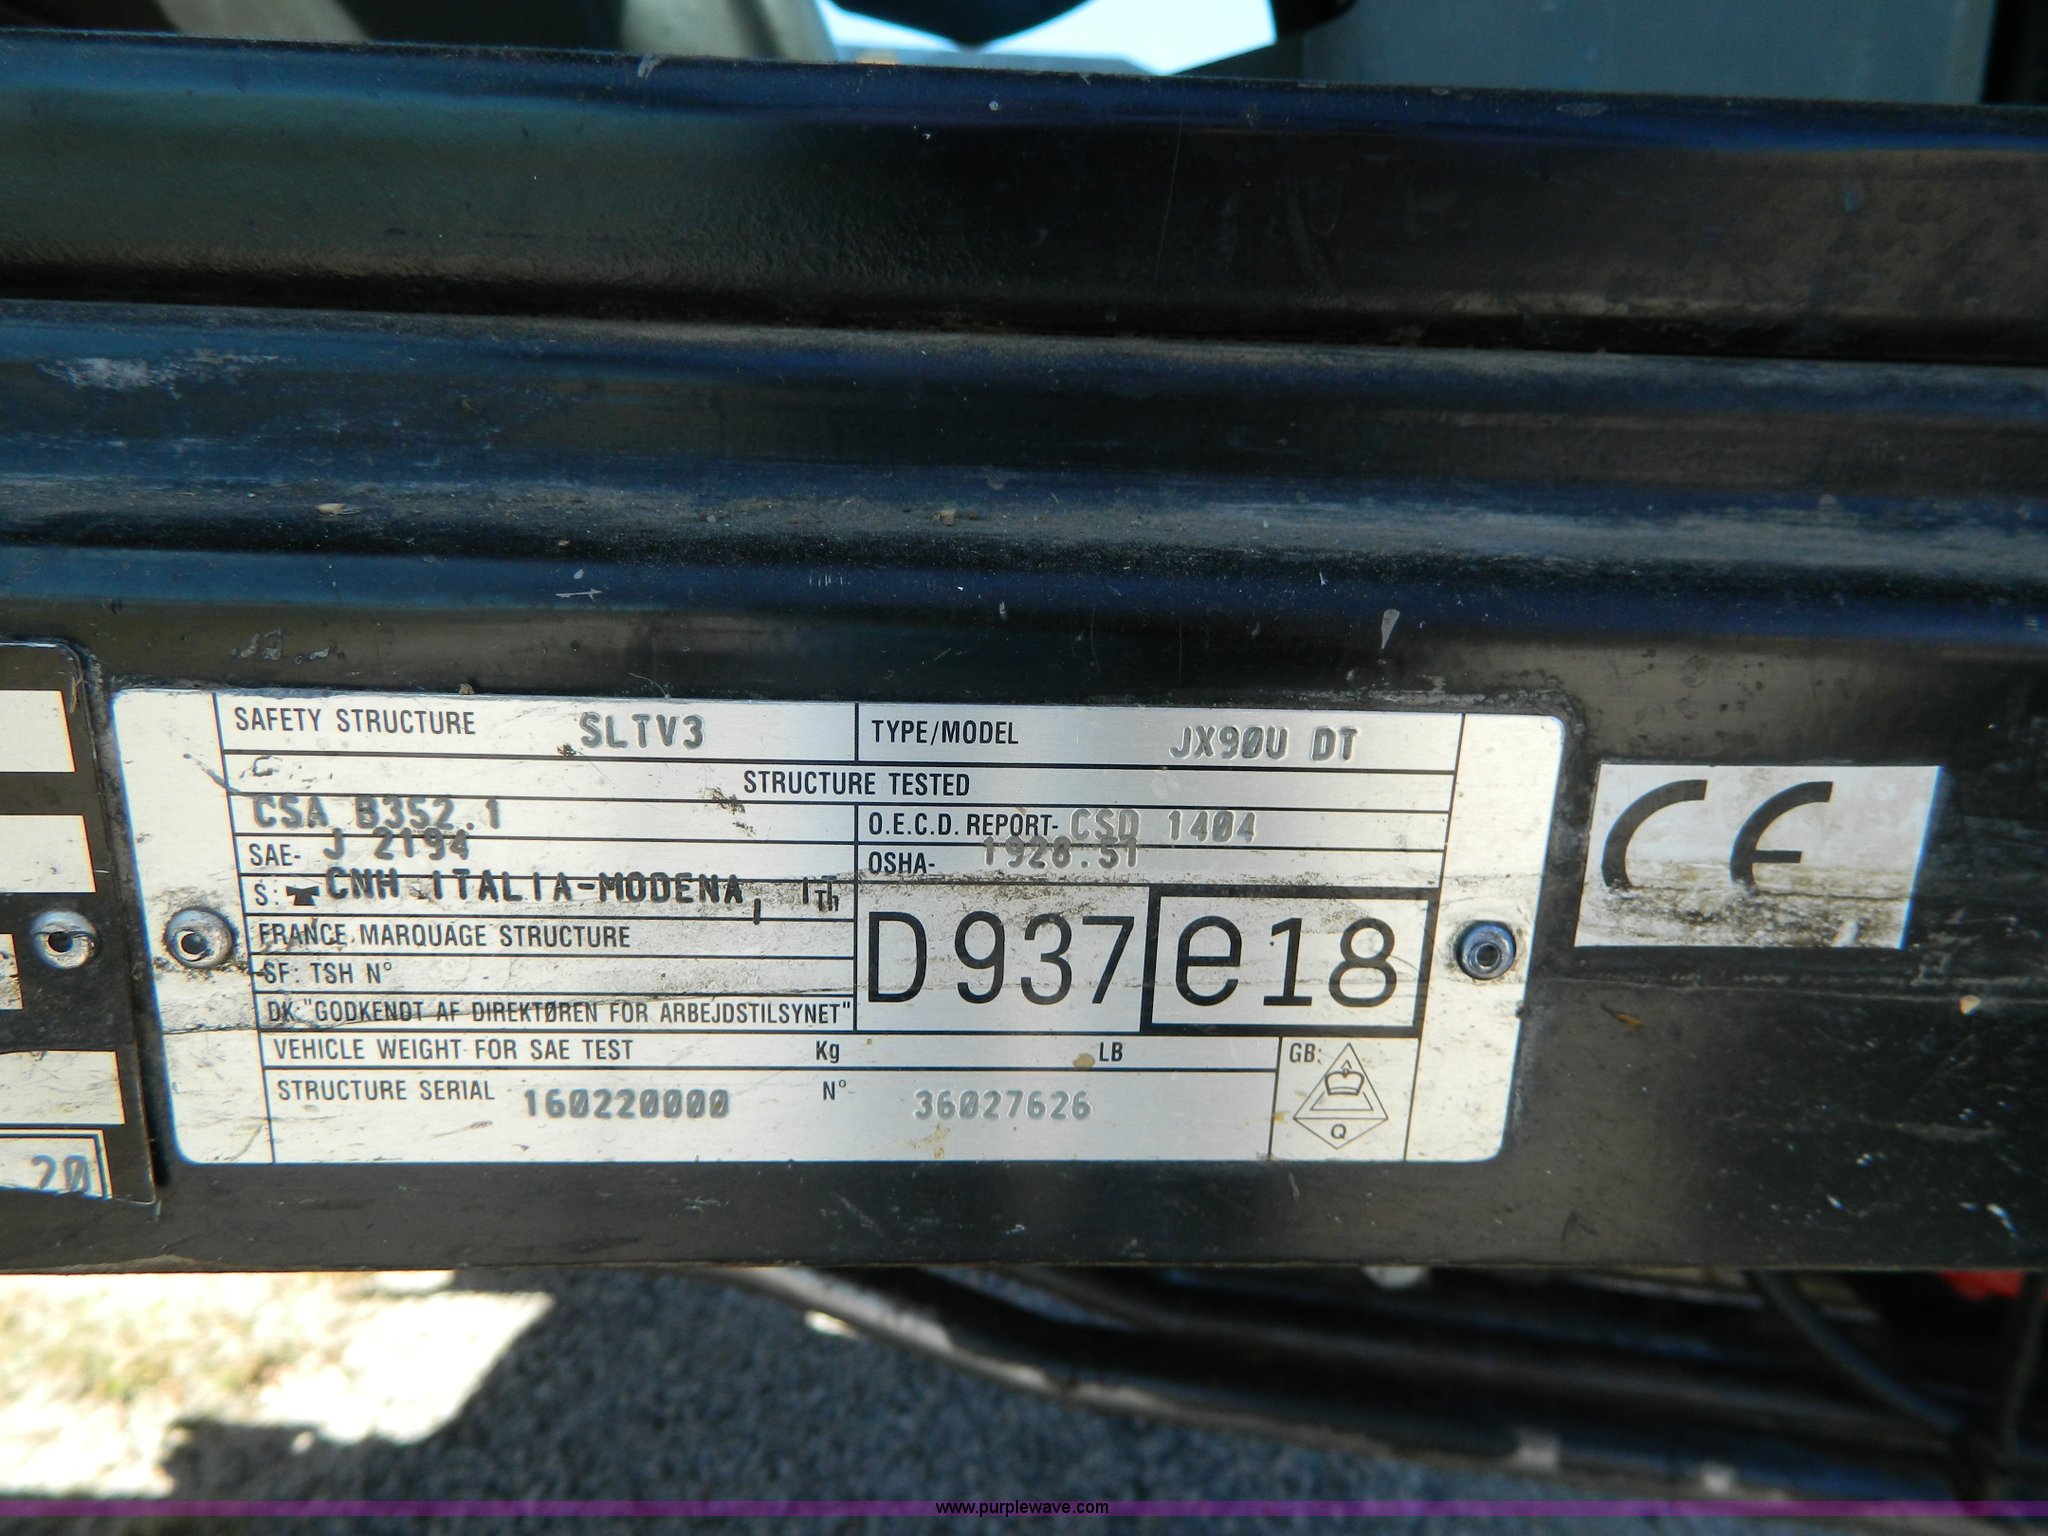 SAFETY STRUCTURE SLTV3 TYPE/MODEL JX90U DT
C
STRUCTURE TESTED
CSA B352.1 O.E.C.D. REPORT- CSD 1404
SAE- J 2194 OSHA- 1928.51
S: CNH ITALIA-MODENA,
FRANCE MARQUAGE STRUCTURE
SF: TSH N°
DK: "GODKENDT AF DIREKTØREN FOR ARBEJDSTILSYNET"
D937 e18
VEHICLE WEIGHT FOR SAE TEST Kg LB GB:
STRUCTURE SERIAL 160220000 N° 36027626
Q
CE
20
www.purplewave.com